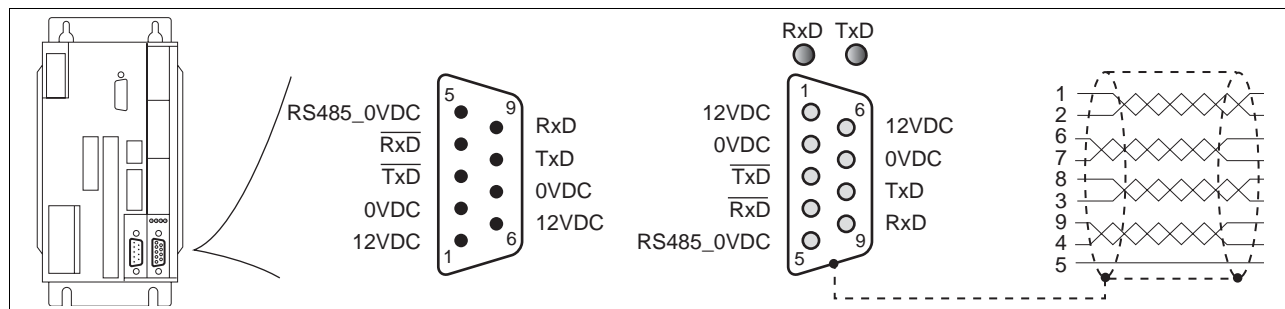 RxD TxD
5
9
RS485_0VDC
RxD
RxD
TxD
TxD
0VDC
0VDC
12VDC
12VDC
6
1
1
6
12VDC
12VDC
0VDC
0VDC
TxD
TxD
RxD
RxD
RS485_0VDC
5
9
1
2
6
7
8
3
9
4
5